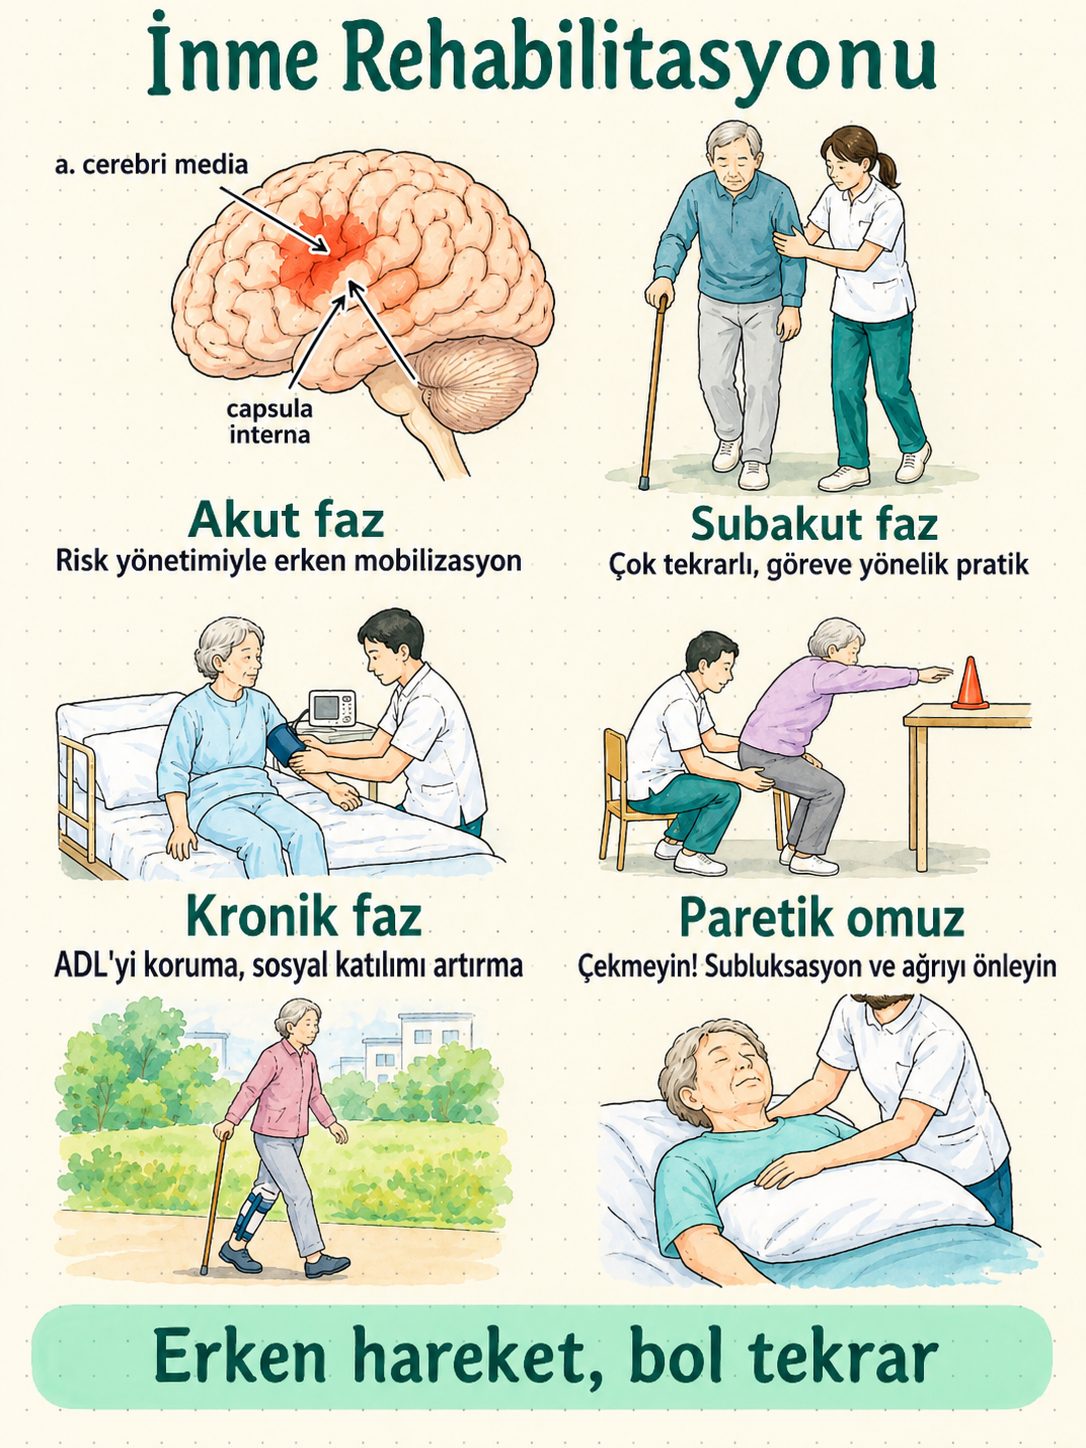 İnme Rehabilitasyonu
a. cerebri media
capsula
interna
Akut faz
Risk yönetimiyle erken mobilizasyon
Subakut faz
Çok tekrarlı, göreve yönelik pratik
Kronik faz
ADL'yi koruma, sosyal katılımı artırma
Paretik omuz
Çekmeyin! Subluksasyon ve ağrıyı önleyin
Erken hareket, bol tekrar